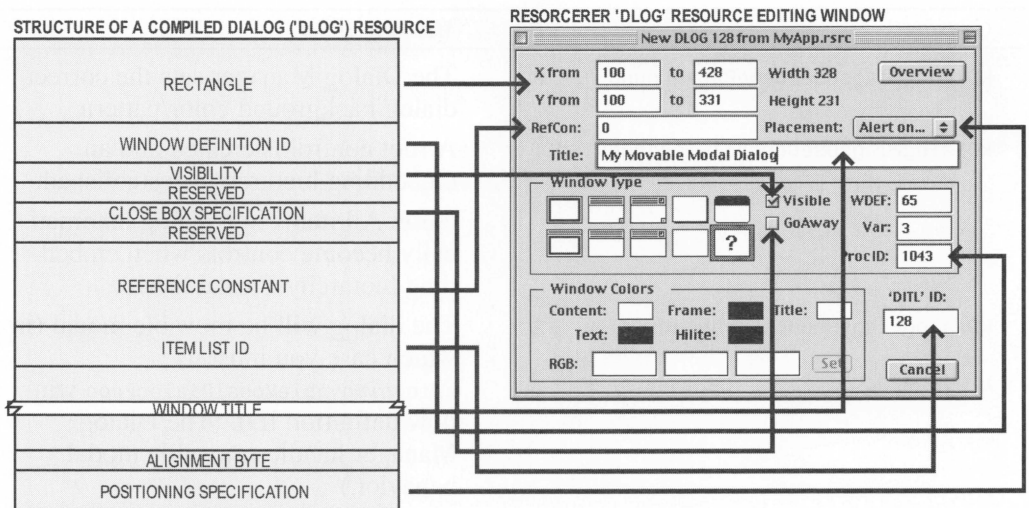 STRUCTURE OF A COMPILED DIALOG ('DLOG') RESOURCE
RECTANGLE
WINDOW DEFINITION ID
VISIBILITY
RESERVED
CLOSE BOX SPECIFICATION
RESERVED
REFERENCE CONSTANT
ITEM LIST ID
WINDOW TITLE
ALIGNMENT BYTE
POSITIONING SPECIFICATION
RESORCERER 'DLOG' RESOURCE EDITING WINDOW
New DLOG 128 from MyApp.rsrc
X from 100 to 428 Width 328 Overview
Y from 100 to 331 Height 231
RefCon: 0 Placement: Alert on...
Title: My Movable Modal Dialog
Window Type
?
Visible
GoAway
WDEF: 65
Var: 3
ProcID: 1043
Window Colors
Content: Frame: Title:
Text: Hilite:
RGB: Set
'DITL' ID:
128
Cancel